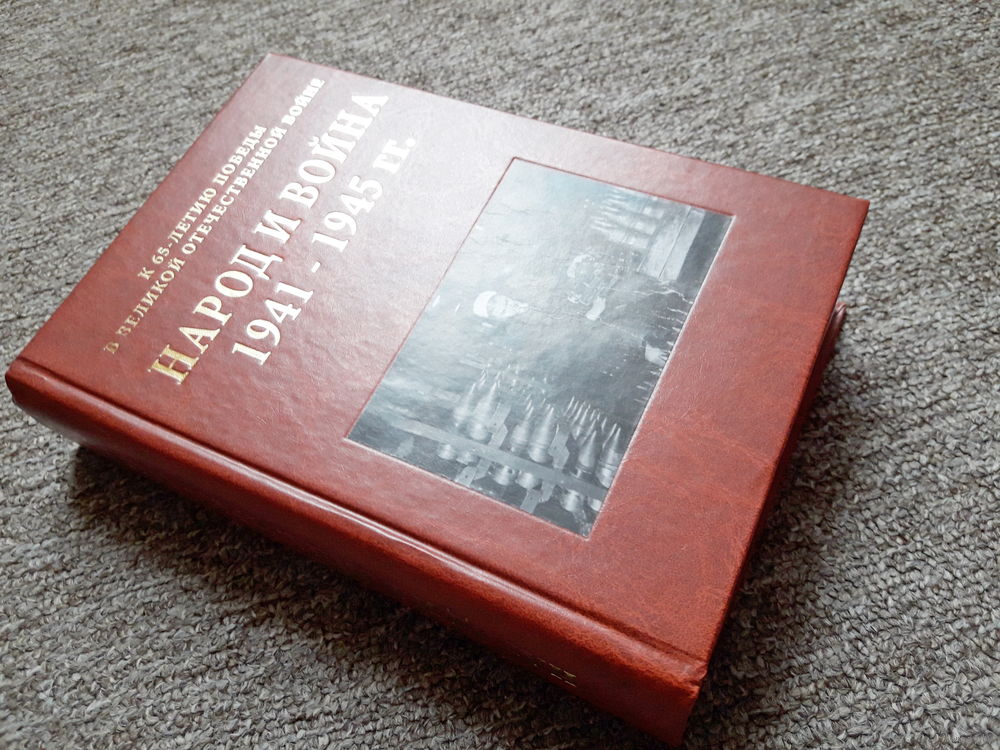 К 65-ЛЕТИЮ ПОБЕДЫ
В ВЕЛИКОЙ ОТЕЧЕСТВЕННОЙ ВОЙНЕ
НАРОД И ВОЙНА
1941 - 1945 гг.